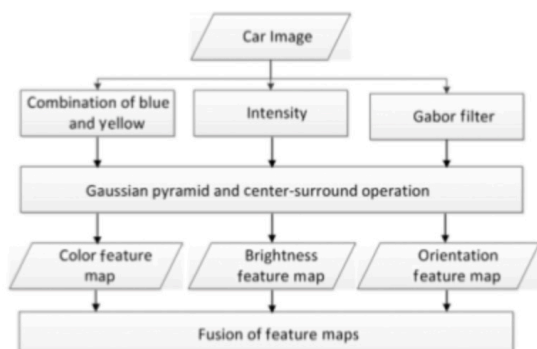 Car Image
Combination of blue
and yellow
Intensity
Gabor filter
Gaussian pyramid and center-surround operation
Color feature
map
Brightness
feature map
Orientation
feature map
Fusion of feature maps